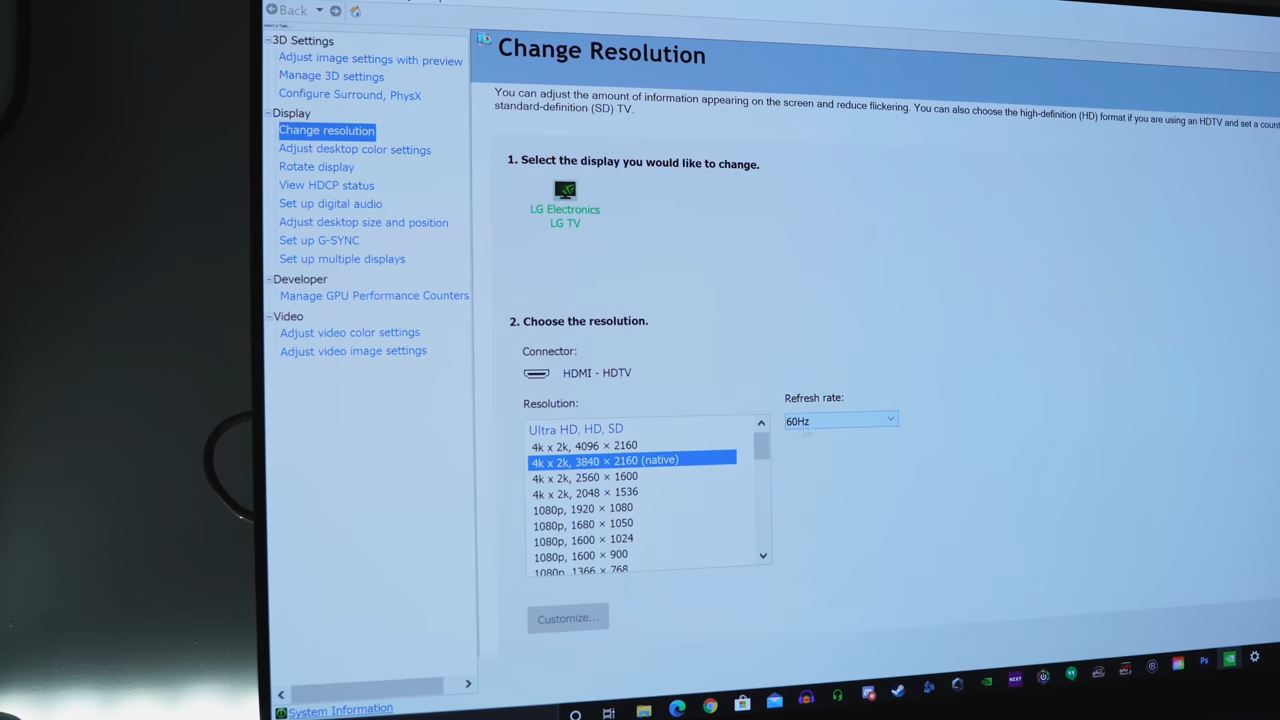 Back
3D Settings
Adjust image settings with preview
Manage 3D settings
Configure Surround, PhysX
Display
Change resolution
Adjust desktop color settings
Rotate display
View HDCP status
Set up digital audio
Adjust desktop size and position
Set up G-SYNC
Set up multiple displays
Developer
Manage GPU Performance Counters
Video
Adjust video color settings
Adjust video image settings
System Information
Change Resolution
You can adjust the amount of information appearing on the screen and reduce flickering. You can also choose the high-definition (HD) format if you are using an HDTV and set a
standard-definition (SD) TV.
1. Select the display you would like to change.
LG Electronics
LG TV
2. Choose the resolution.
Connector:
HDMI - HDTV
Resolution:
Ultra HD, HD, SD
4k x 2k, 4096 × 2160
4k x 2k, 3840 × 2160 (native)
4k x 2k, 2560 × 1600
4k x 2k, 2048 × 1536
1080p, 1920 × 1080
1080p, 1680 × 1050
1080p, 1600 × 1024
1080p, 1600 × 900
1080p, 1366 × 768
Refresh rate:
60Hz
Customize...
NEXT
Ps